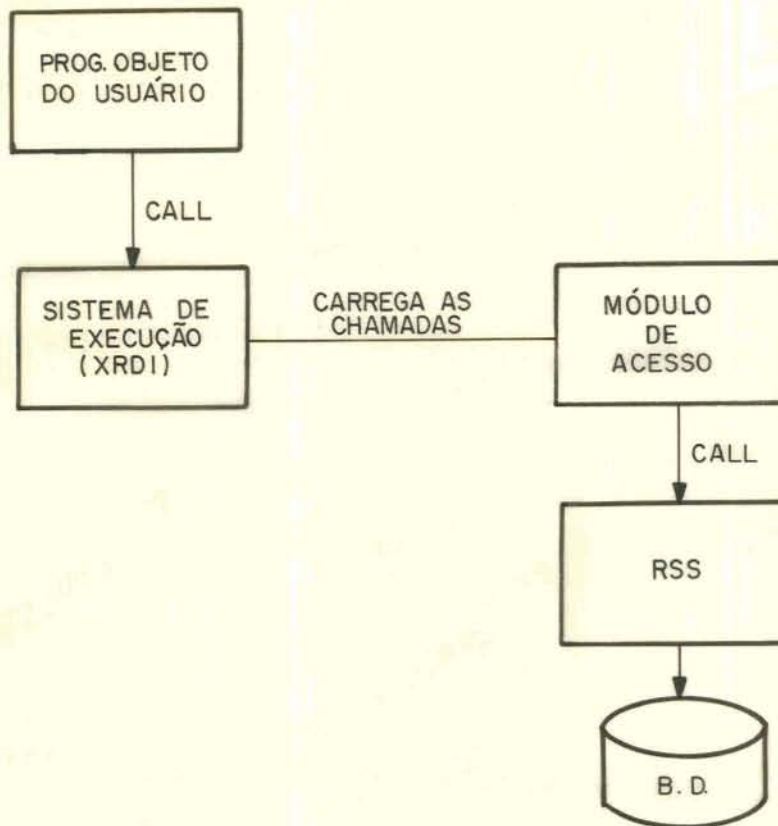 PROG. OBJETO
DO USUÁRIO
CALL
SISTEMA DE
EXECUÇÃO
(XRDI)
CARREGA AS
CHAMADAS
MÓDULO
DE
ACESSO
CALL
RSS
B. D.